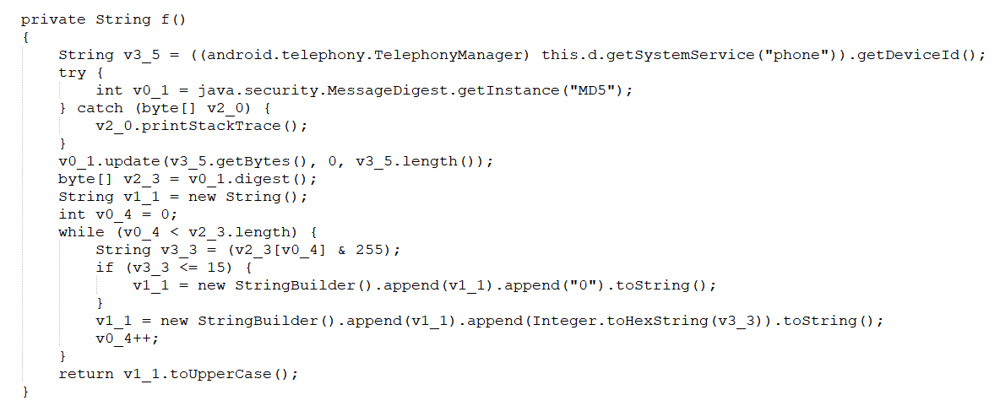 private String f()
{
    String v3_5 = ((android.telephony.TelephonyManager) this.d.getSystemService("phone")).getDeviceId();
    try {
        int v0_1 = java.security.MessageDigest.getInstance("MD5");
    } catch (byte[] v2_0) {
        v2_0.printStackTrace();
    }
    v0_1.update(v3_5.getBytes(), 0, v3_5.length());
    byte[] v2_3 = v0_1.digest();
    String v1_1 = new String();
    int v0_4 = 0;
    while (v0_4 < v2_3.length) {
        String v3_3 = (v2_3[v0_4] & 255);
        if (v3_3 <= 15) {
            v1_1 = new StringBuilder().append(v1_1).append("0").toString();
        }
        v1_1 = new StringBuilder().append(v1_1).append(Integer.toHexString(v3_3)).toString();
        v0_4++;
    }
    return v1_1.toUpperCase();
}